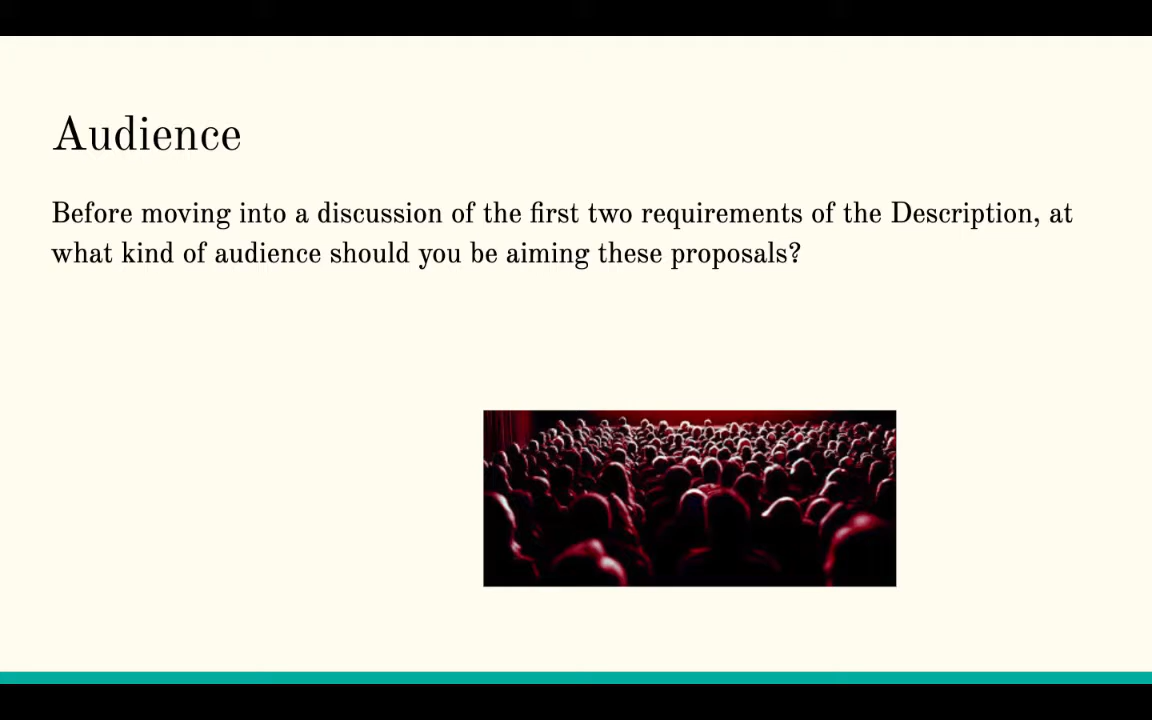 Audience
Before moving into a discussion of the first two requirements of the Description, at
what kind of audience should you be aiming these proposals?